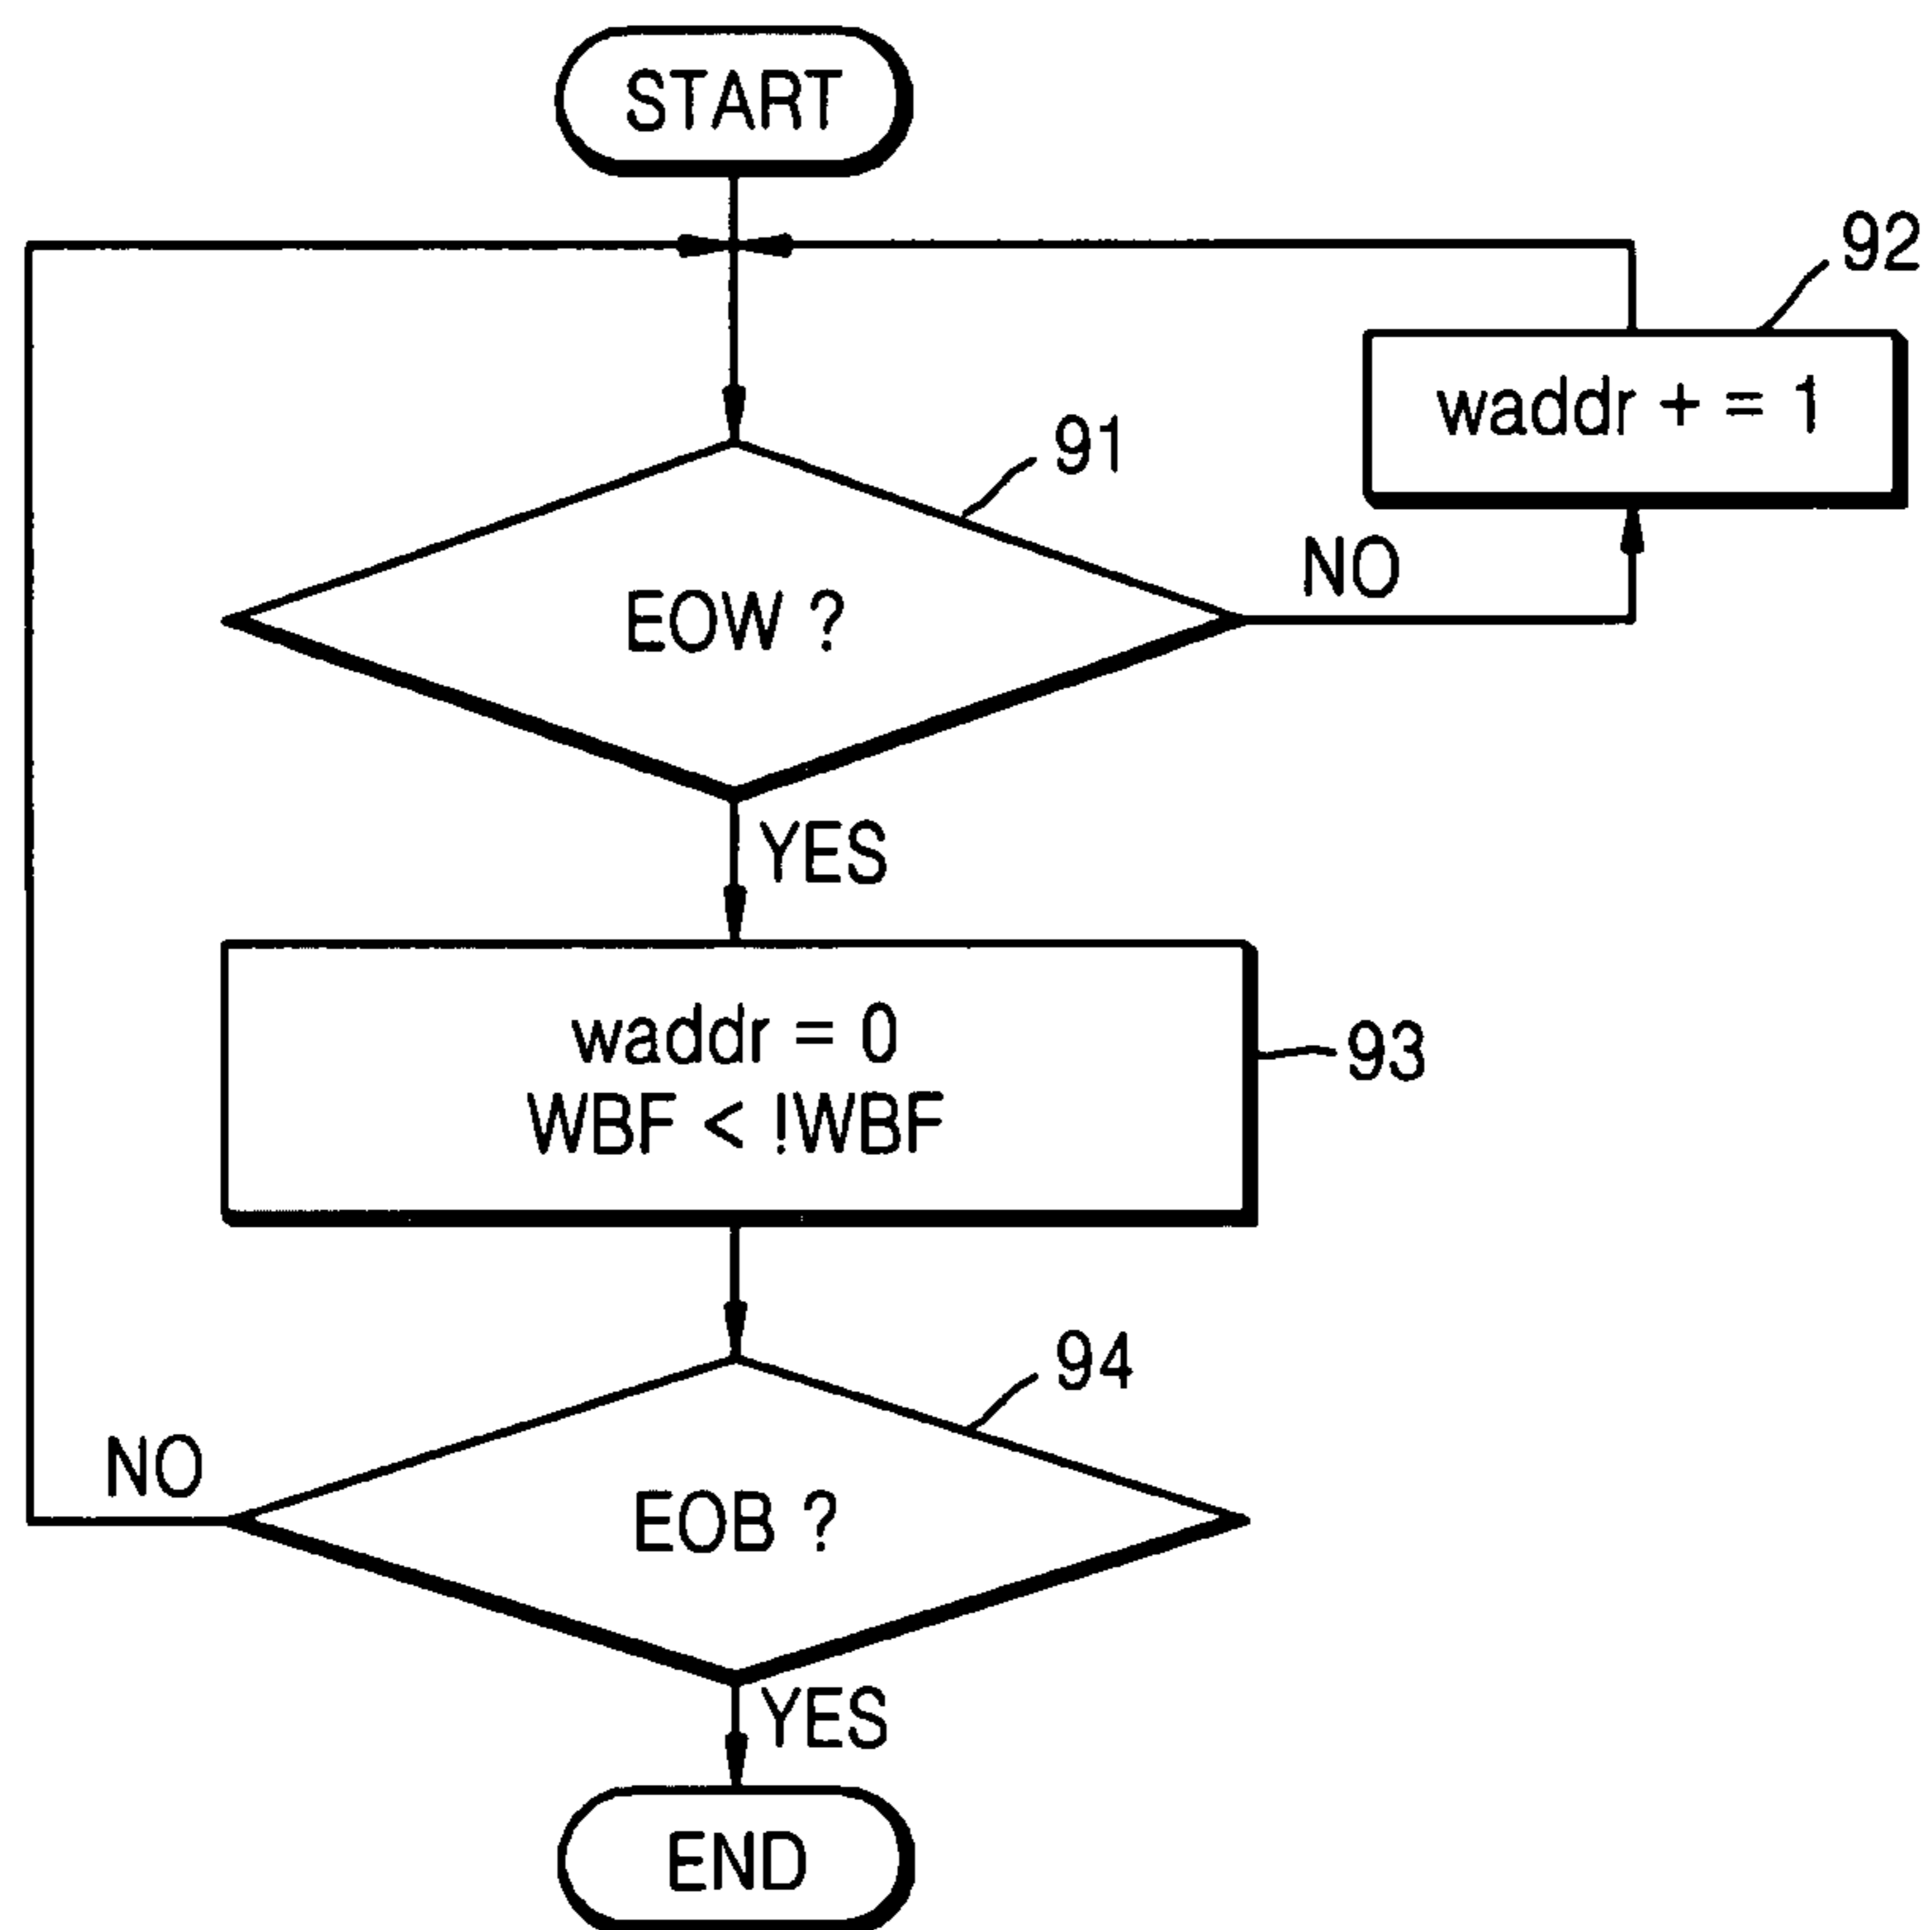 START
92
waddr + = 1
91
EOW ?
NO
YES
waddr = 0
WBF < !WBF
93
94
NO
EOB ?
YES
END